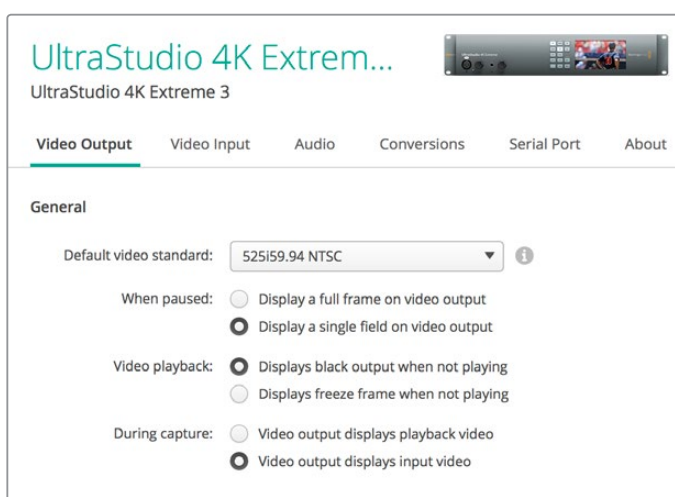 UltraStudio 4K Extrem...
UltraStudio 4K Extreme 3
Video Output Video Input Audio Conversions Serial Port About
General
Default video standard: 525i59.94 NTSC
When paused: Display a full frame on video output
Display a single field on video output
Video playback: Displays black output when not playing
Displays freeze frame when not playing
During capture: Video output displays playback video
Video output displays input video